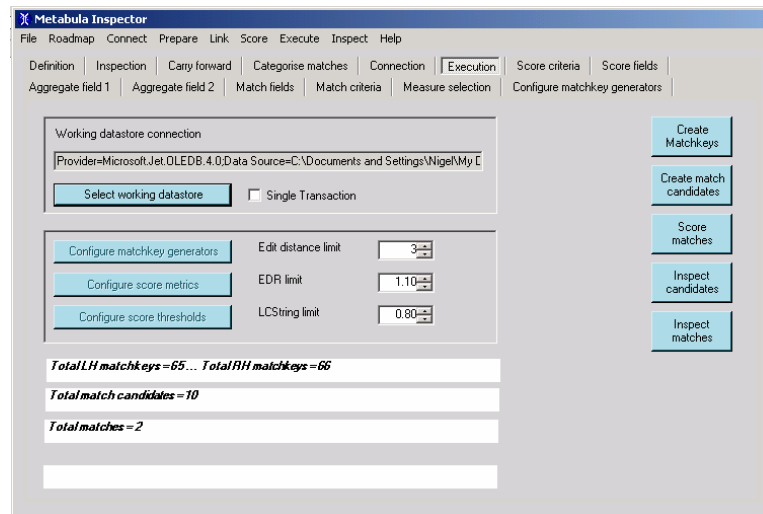 Metabula Inspector
File Roadmap Connect Prepare Link Score Execute Inspect Help
Definition Inspection Carry forward Categorise matches Connection Execution Score criteria Score fields
Aggregate field 1 Aggregate field 2 Match fields Match criteria Measure selection Configure matchkey generators
Working datastore connection
Provider=Microsoft.Jet.OLEDB.4.0;Data Source=C:\Documents and Settings\Nigel\My D
Select working datastore Single Transaction
Configure matchkey generators Edit distance limit 3
Configure score metrics EDR limit 1.10
Configure score thresholds LCString limit 0.80
Total LH matchkeys=65... Total RH matchkeys=66
Total match candidates=10
Total matches=2
Create
Matchkeys
Create match
candidates
Score
matches
Inspect
candidates
Inspect
matches